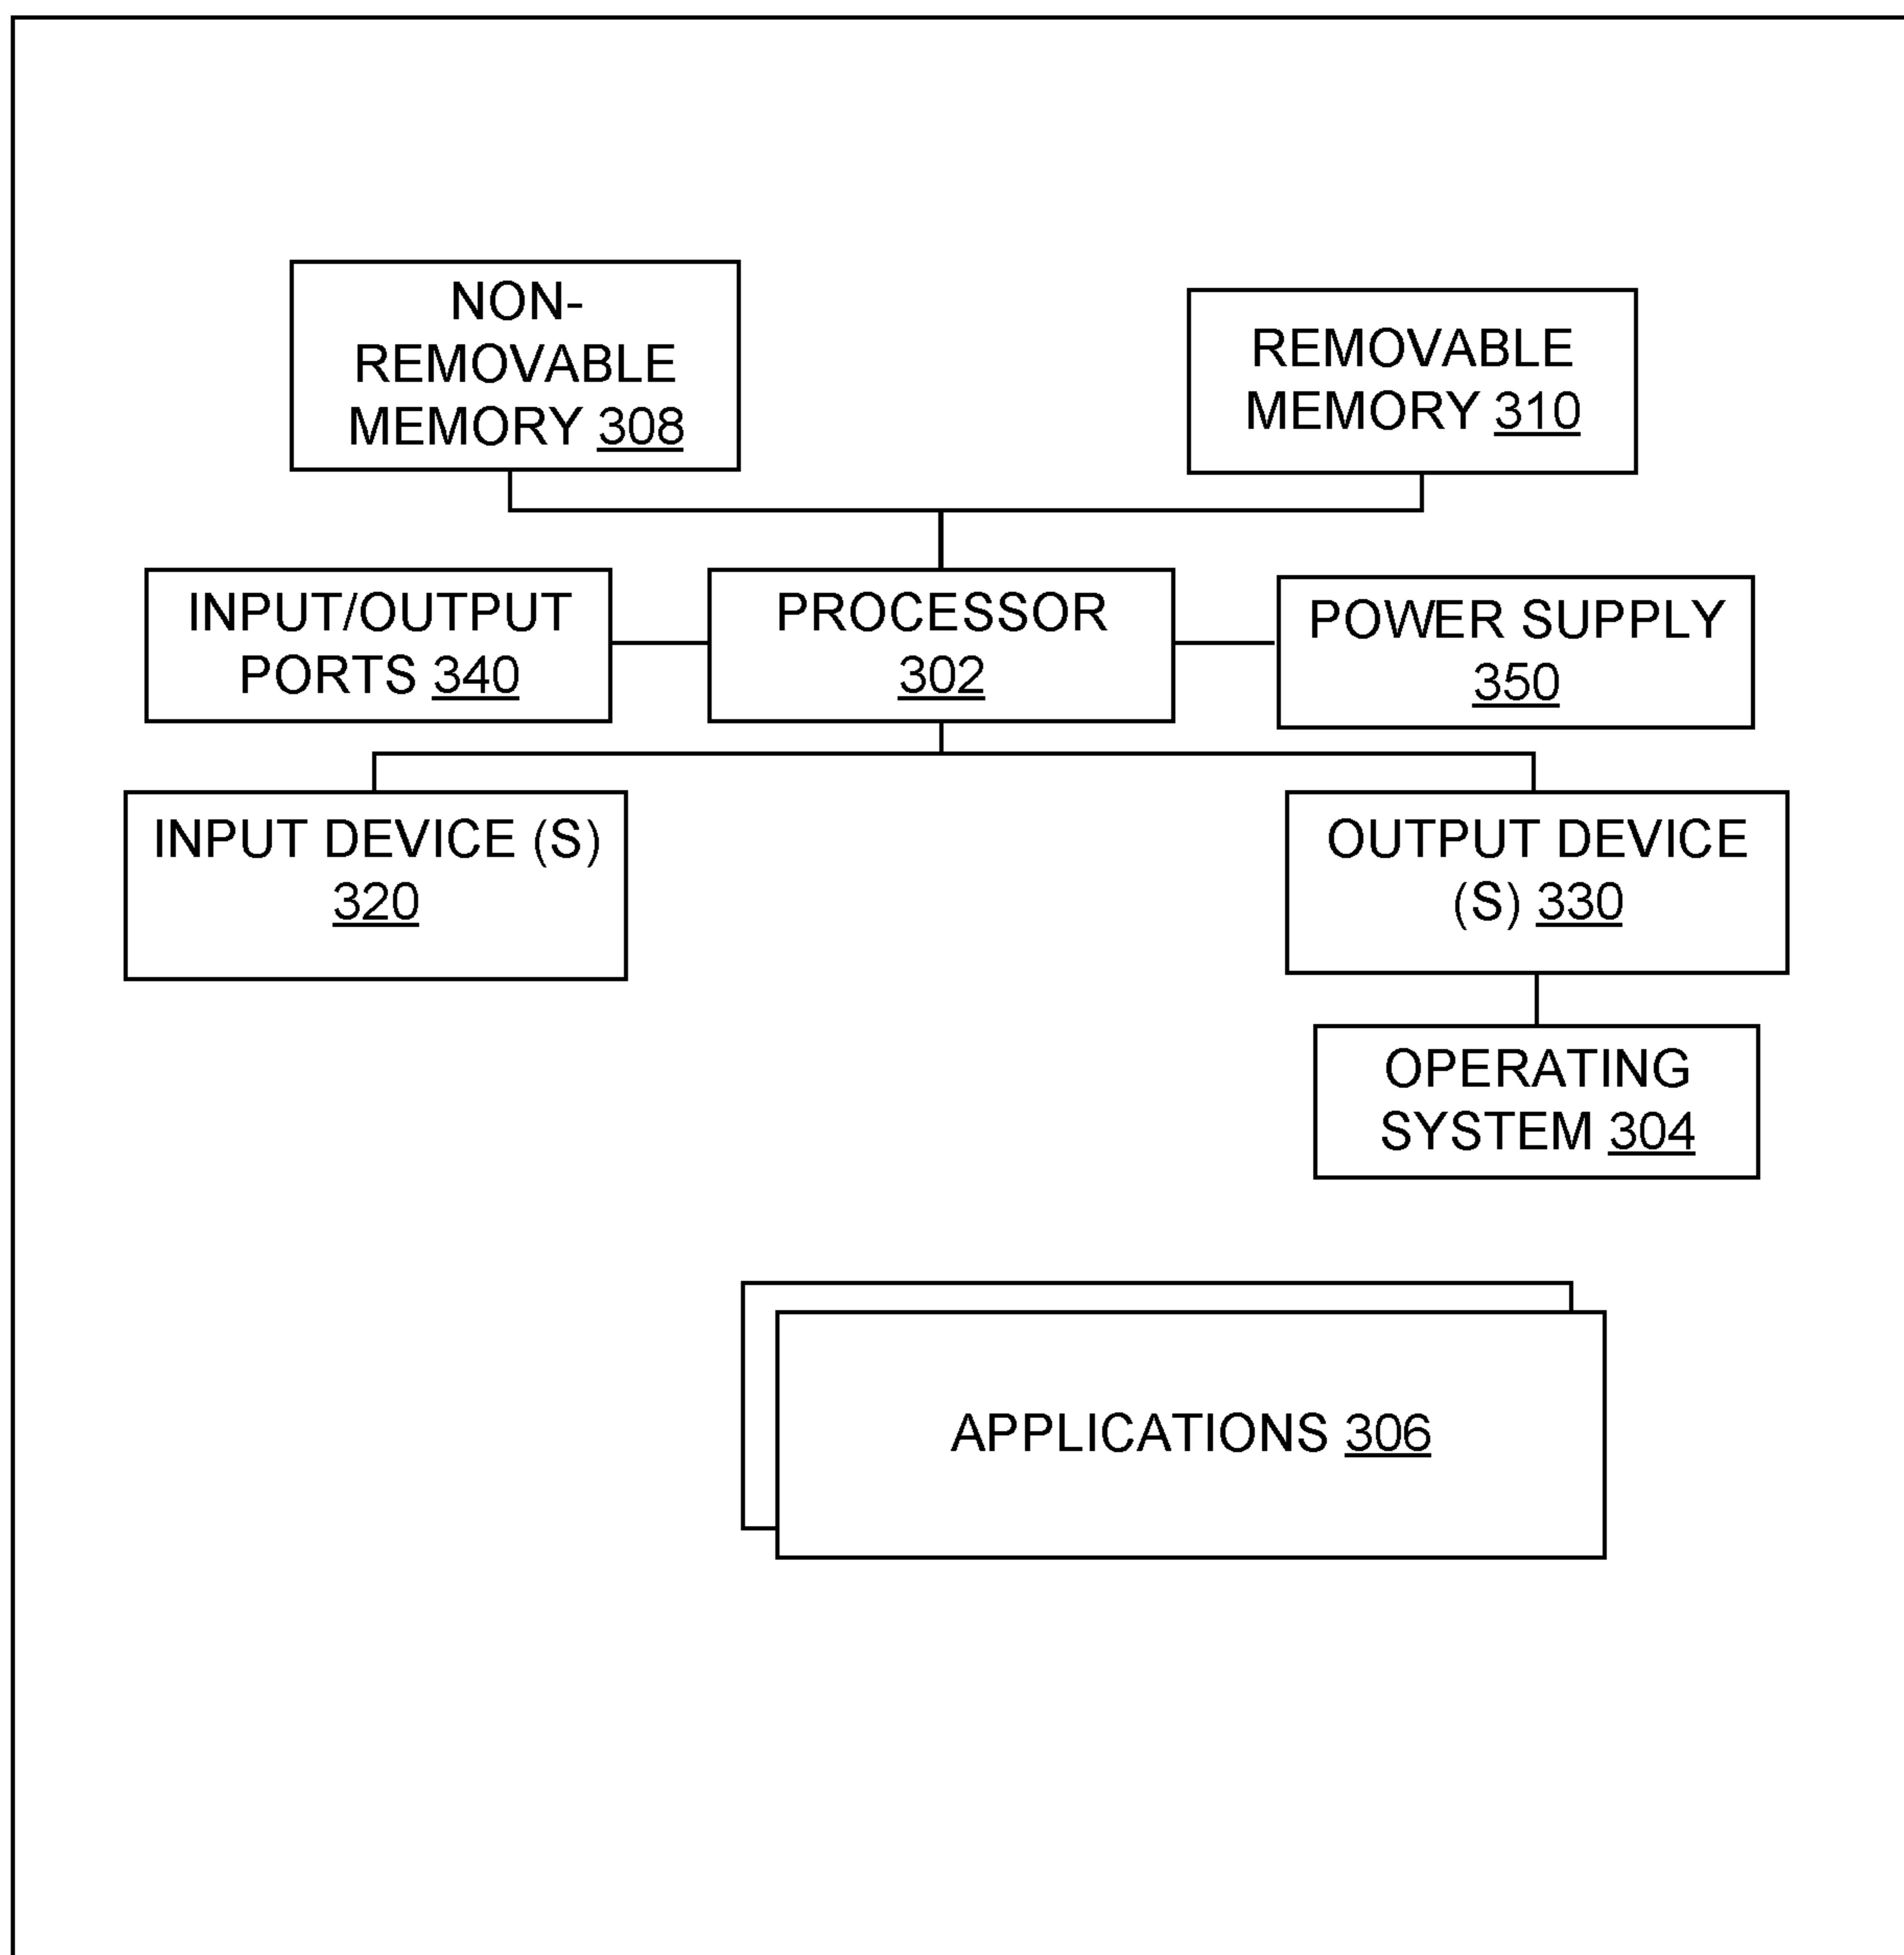 NON-
REMOVABLE
MEMORY 308
REMOVABLE
MEMORY 310
INPUT/OUTPUT
PORTS 340
PROCESSOR
302
POWER SUPPLY
350
INPUT DEVICE (S)
320
OUTPUT DEVICE
(S) 330
OPERATING
SYSTEM 304
APPLICATIONS 306